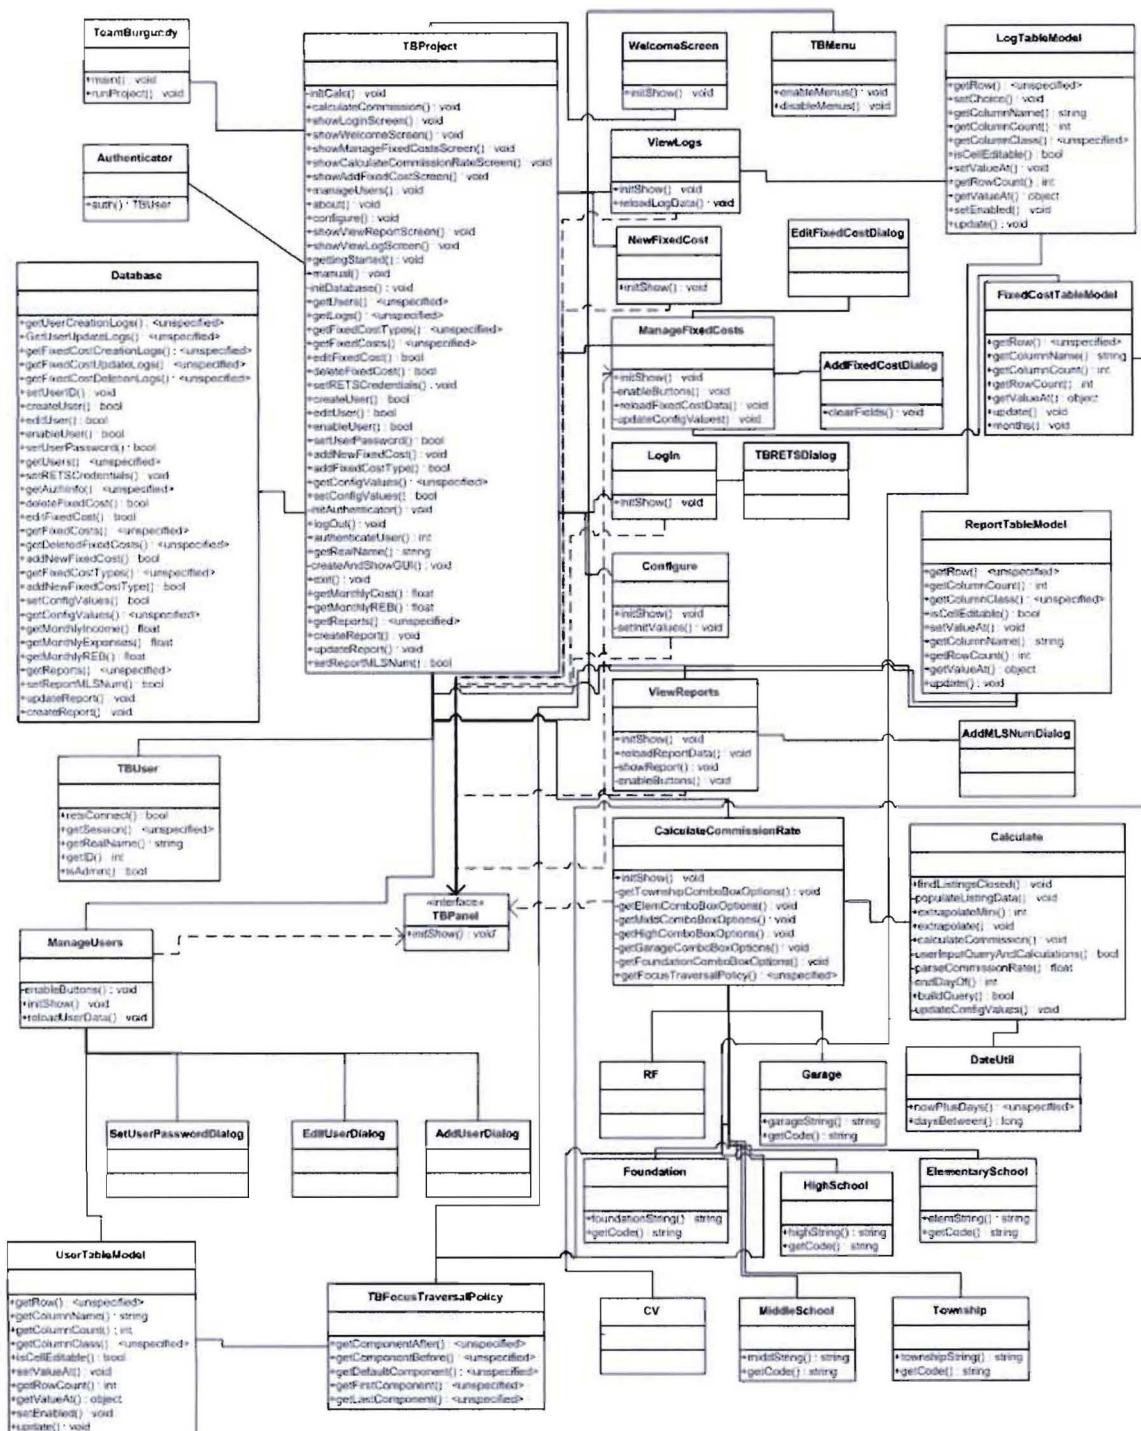 TeamBurgundy
+main() : void
+runProject() : void
Authenticator
+auth() : TBUser
Database
+getUserCreationLogs() : <unspecified>
+GetUserUpdateLogs() : <unspecified>
+getFixedCostCreationLogs() : <unspecified>
+getFixedCostUpdateLogs() : <unspecified>
+getFixedCostDeletionLogs() : <unspecified>
+setUserID() : void
+createUser() : bool
+editUser() : bool
+enableUser() : bool
+setUserPassword() : bool
+getUsers() : <unspecified>
+setRETSCredentials() : void
+getAuthInfo() : <unspecified>
+deleteFixedCost() : bool
+editFixedCost() : bool
+getFixedCosts() : <unspecified>
+getDeletedFixedCosts() : <unspecified>
+addNewFixedCost() : bool
+getFixedCostTypes() : <unspecified>
+addNewFixedCostType() : bool
+setConfigValues() : bool
+getConfigValues() : <unspecified>
+getMonthlyIncome() : float
+getMonthlyExpenses() : float
+getMonthlyREB() : float
+getReports() : <unspecified>
+setReportMLSNum() : bool
+updateReport() : void
+createReport() : void
TBProject
-initCalc() : void
+calculateCommission() : void
+showLoginScreen() : void
+showWelcomeScreen() : void
+showManageFixedCostsScreen() : void
+showCalculateCommissionRateScreen() : void
+showAddFixedCostScreen() : void
+manageUsers() : void
+about() : void
+configure() : void
+showViewReportScreen() : void
+showViewLogScreen() : void
+gettingStarted() : void
+manual() : void
-initDatabase() : void
+getUsers() : <unspecified>
+getLogs() : <unspecified>
+getFixedCostTypes() : <unspecified>
+getFixedCosts() : <unspecified>
+editFixedCost() : bool
+deleteFixedCost() : bool
+setRETSCredentials() : void
+createUser() : bool
+editUser() : bool
+enableUser() : bool
+setUserPassword() : bool
+addNewFixedCost() : void
+addFixedCostType() : bool
+getConfigValues() : <unspecified>
+setConfigValues() : bool
-initAuthenticator() : void
+logOut() : void
+authenticateUser() : int
+getRealName() : string
-createAndShowGUI() : void
+exit() : void
+getMonthlyCost() : float
+getMonthlyREB() : float
+getReports() : <unspecified>
+createReport() : void
+updateReport() : void
+setReportMLSNum() : bool
WelcomeScreen
+initShow() : void
TBMenu
+enableMenus() : void
+disableMenus() : void
LogTableModel
+getRow() : <unspecified>
+setChoice() : void
+getColumnName() : string
+getColumnCount() : int
+getColumnClass() : <unspecified>
+isCellEditable() : bool
+setValueAt() : void
+getRowCount() : int
+getValueAt() : object
+setEnabled() : void
+update() : void
ViewLogs
+initShow() : void
+reloadLogData() : void
NewFixedCost
+initShow() : void
EditFixedCostDialog
FixedCostTableModel
+getRow() : <unspecified>
+getColumnName() : string
+getColumnCount() : int
+getRowCount() : int
+getValueAt() : object
+update() : void
+months() : void
ManageFixedCosts
+initShow() : void
-enableButtons() : void
+reloadFixedCostData() : void
-updateConfigValues() : void
AddFixedCostDialog
+clearFields() : void
LogIn
+initShow() : void
TBRETSDialog
Configure
+initShow() : void
-setInitValues() : void
ReportTableModel
+getRow() : <unspecified>
+getColumnCount() : int
+getColumnClass() : <unspecified>
+isCellEditable() : bool
+setValueAt() : void
+getColumnName() : string
+getRowCount() : int
+getValueAt() : object
+update() : void
ViewReports
+initShow() : void
+reloadReportData() : void
-showReport() : void
-enableButtons() : void
AddMLSNumDialog
TBUser
+retsConnect() : bool
+getSession() : <unspecified>
+getRealName() : string
+getID() : int
+isAdmin() : bool
«interface»
TBPanel
+initShow() : void
CalculateCommissionRate
+initShow() : void
-getTownshipComboBoxOptions() : void
-getElemComboBoxOptions() : void
-getMiddComboBoxOptions() : void
-getHighComboBoxOptions() : void
-getGarageComboBoxOptions() : void
-getFoundationComboBoxOptions() : void
+getFocusTraversalPolicy() : <unspecified>
Calculate
+findListingsClosed() : void
-populateListingData() : void
+extrapolateMini() : int
+extrapolate() : void
+calculateCommission() : void
-userInputQueryAndCalculations() : bool
-parseCommissionRate() : float
-endDayOf() : int
+buildQuery() : bool
-updateConfigValues() : void
ManageUsers
-enableButtons() : void
+initShow() : void
+reloadUserData() : void
RF
Garage
+garageString() : string
+getCode() : string
DateUtil
+nowPlusDays() : <unspecified>
+daysBetween() : long
SetUserPasswordDialog
EditUserDialog
AddUserDialog
Foundation
+foundationString() : string
+getCode() : string
HighSchool
+highString() : string
+getCode() : string
ElementarySchool
+elemString() : string
+getCode() : string
UserTableModel
+getRow() : <unspecified>
+getColumnName() : string
+getColumnCount() : int
+getColumnClass() : <unspecified>
+isCellEditable() : bool
+setValueAt() : void
+getRowCount() : int
+getValueAt() : object
+setEnabled() : void
+update() : void
TBFocusTraversalPolicy
+getComponentAfter() : <unspecified>
+getComponentBefore() : <unspecified>
+getDefaultComponent() : <unspecified>
+getFirstComponent() : <unspecified>
+getLastComponent() : <unspecified>
CV
MiddleSchool
+middString() : string
+getCode() : string
Township
+townshipString() : string
+getCode() : string